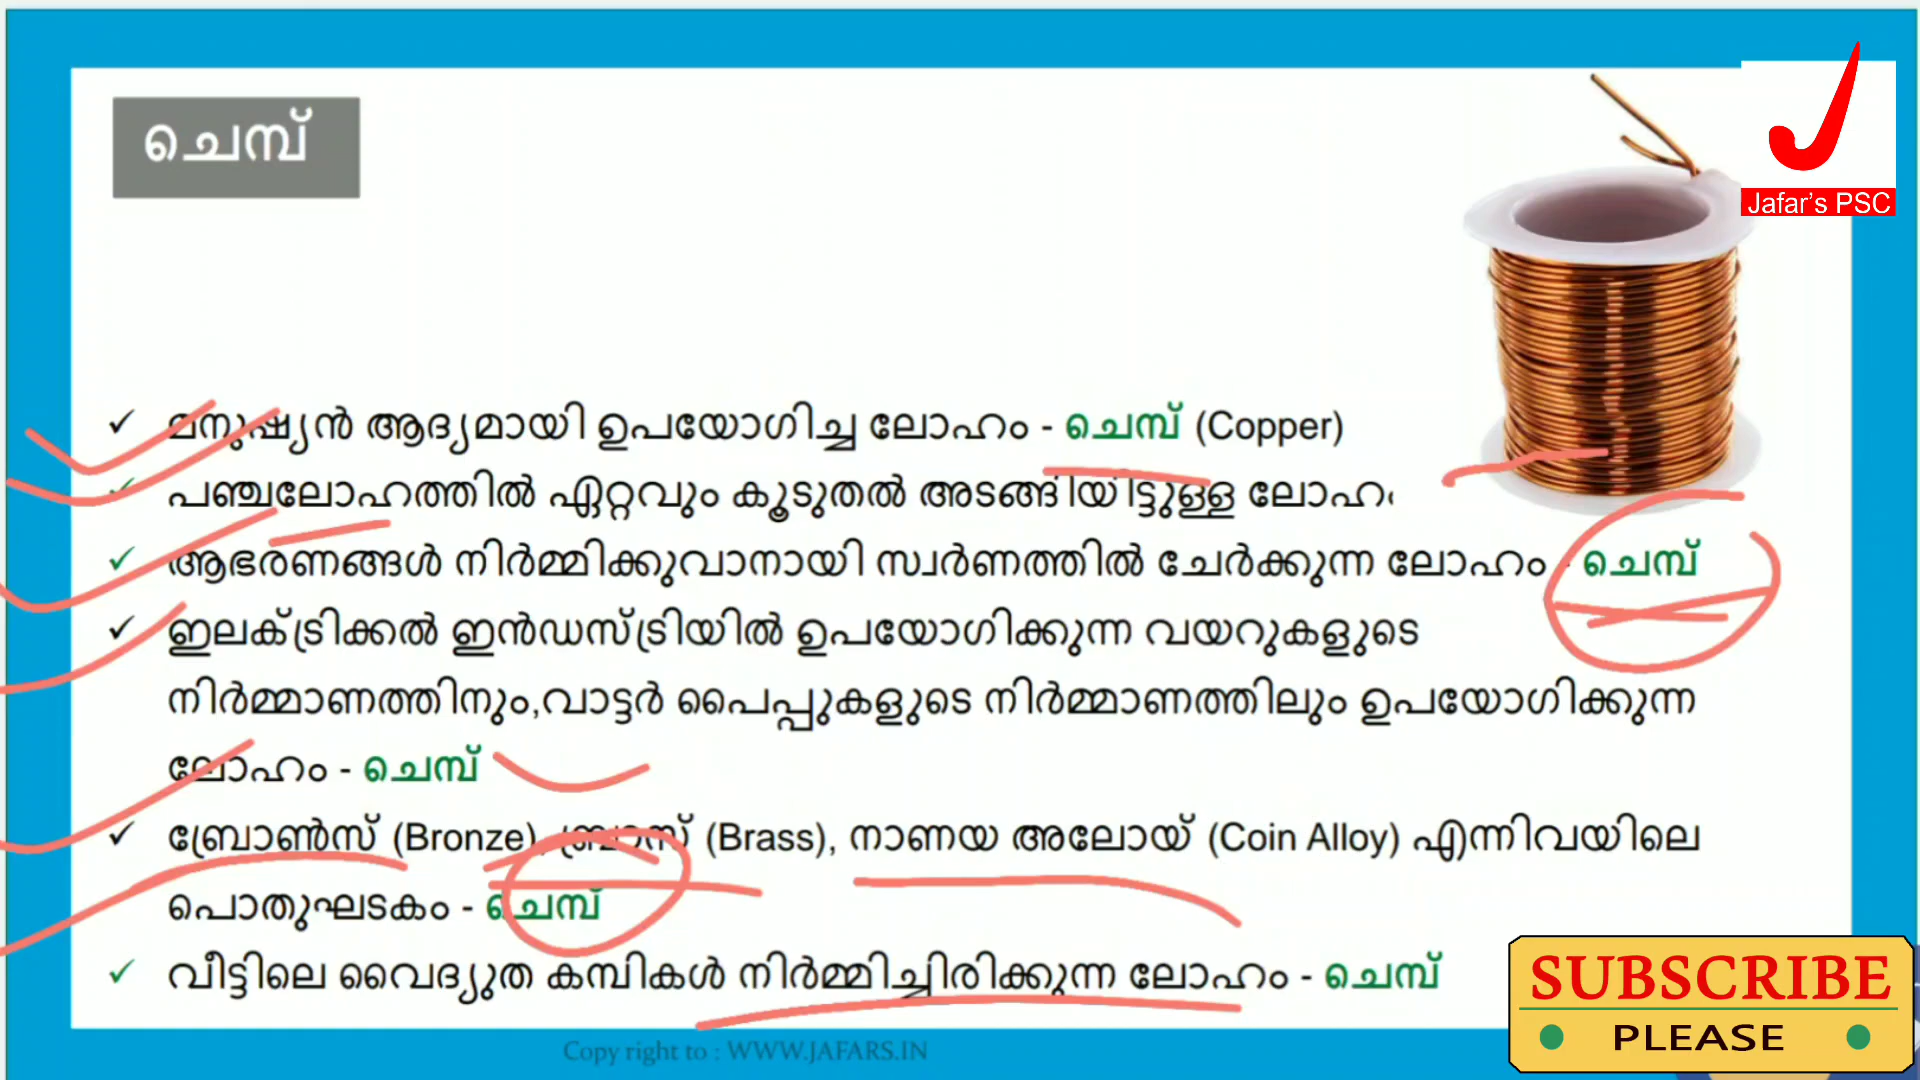 ചെമ്പ്
Jafar's PSC
മനുഷ്യൻ ആദ്യമായി ഉപയോഗിച്ച ലോഹം - ചെമ്പ് (Copper)
പഞ്ചലോഹത്തിൽ ഏറ്റവും കൂടുതൽ അടങ്ങിയിട്ടുള്ള
ആഭരണങ്ങൾ നിർമ്മിക്കുവാനായി സ്വർണത്തിൽ ചേർക്കുന്ന ലോഹം - ചെമ്പ്
ഇലക്ട്രിക്കൽ ഇൻഡസ്ട്രിയിൽ ഉപയോഗിക്കുന്ന വയറുകളുടെ
നിർമ്മാണത്തിനും,വാട്ടർ പൈപ്പുകളുടെ നിർമ്മാണത്തിലും ഉപയോഗിക്കുന്ന
ലോഹം - ചെമ്പ്
ബ്രോൺസ് (Bronze), ബ്രാസ് (Brass), നാണയ അലോയ് (Coin Alloy) എന്നിവയിലെ
പൊതുഘടകം - ചെമ്പ്
വീട്ടിലെ വൈദ്യുത കമ്പികൾ നിർമ്മിച്ചിരിക്കുന്ന ലോഹം - ചെമ്പ്
SUBSCRIBE
PLEASE
Copy right to : WWW.JAFARS.IN